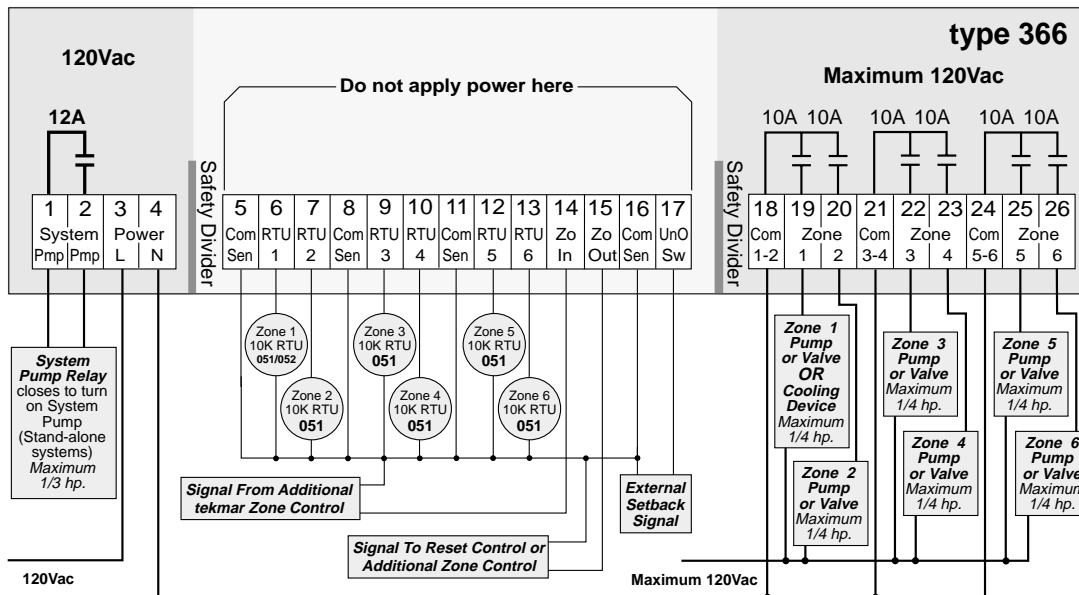 type 366
120Vac
Do not apply power here
Maximum 120Vac
12A
10A 10A
10A 10A
10A 10A
Safety Divider
Safety Divider
1 2 3 4
System Power
Pmp Pmp L N
5 6 7 8 9 10 11 12 13 14 15 16 17
Com RTU RTU Com RTU RTU Com RTU RTU Zo Zo Com UnO
Sen 1 2 Sen 3 4 Sen 5 6 In Out Sen Sw
18 19 20 21 22 23 24 25 26
Com Zone Com Zone Com Zone
1-2 1 2 3-4 3 4 5-6 5 6
System
Pump Relay
closes to turn
on System
Pump
(Stand-alone
systems)
Maximum
1/3 hp.
Zone 1
10K RTU
051/052
Zone 2
10K RTU
051
Zone 3
10K RTU
051
Zone 4
10K RTU
051
Zone 5
10K RTU
051
Zone 6
10K RTU
051
Signal From Additional
tekmar Zone Control
Signal To Reset Control or
Additional Zone Control
External
Setback
Signal
Zone 1
Pump
or Valve
OR
Cooling
Device
Maximum
1/4 hp.
Zone 2
Pump
or Valve
Maximum
1/4 hp.
Zone 3
Pump
or Valve
Maximum
1/4 hp.
Zone 4
Pump
or Valve
Maximum
1/4 hp.
Zone 5
Pump
or Valve
Maximum
1/4 hp.
Zone 6
Pump
or Valve
Maximum
1/4 hp.
120Vac
Maximum 120Vac